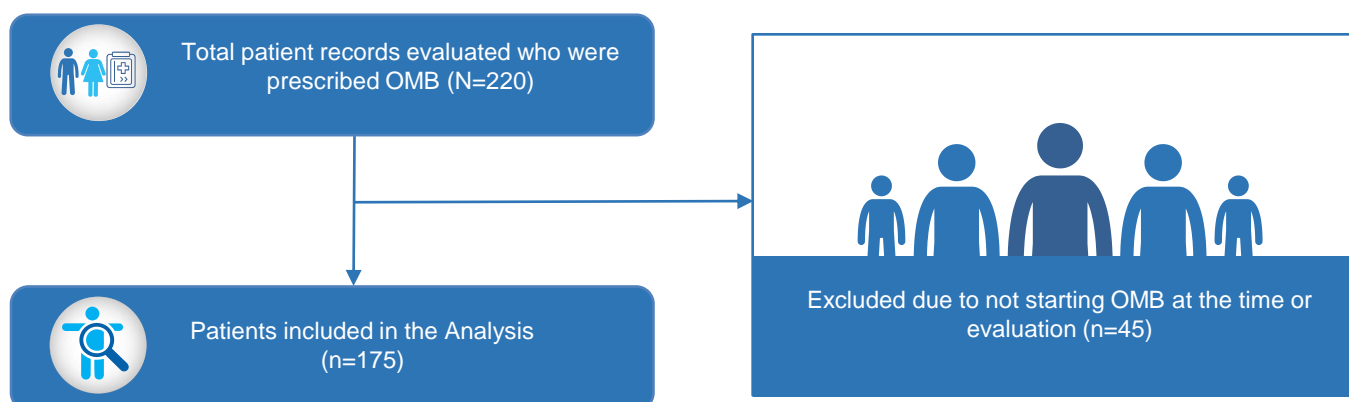 Total patient records evaluated who were
prescribed OMB (N=220)
Excluded due to not starting OMB at the time or
evaluation (n=45)
Patients included in the Analysis
(n=175)